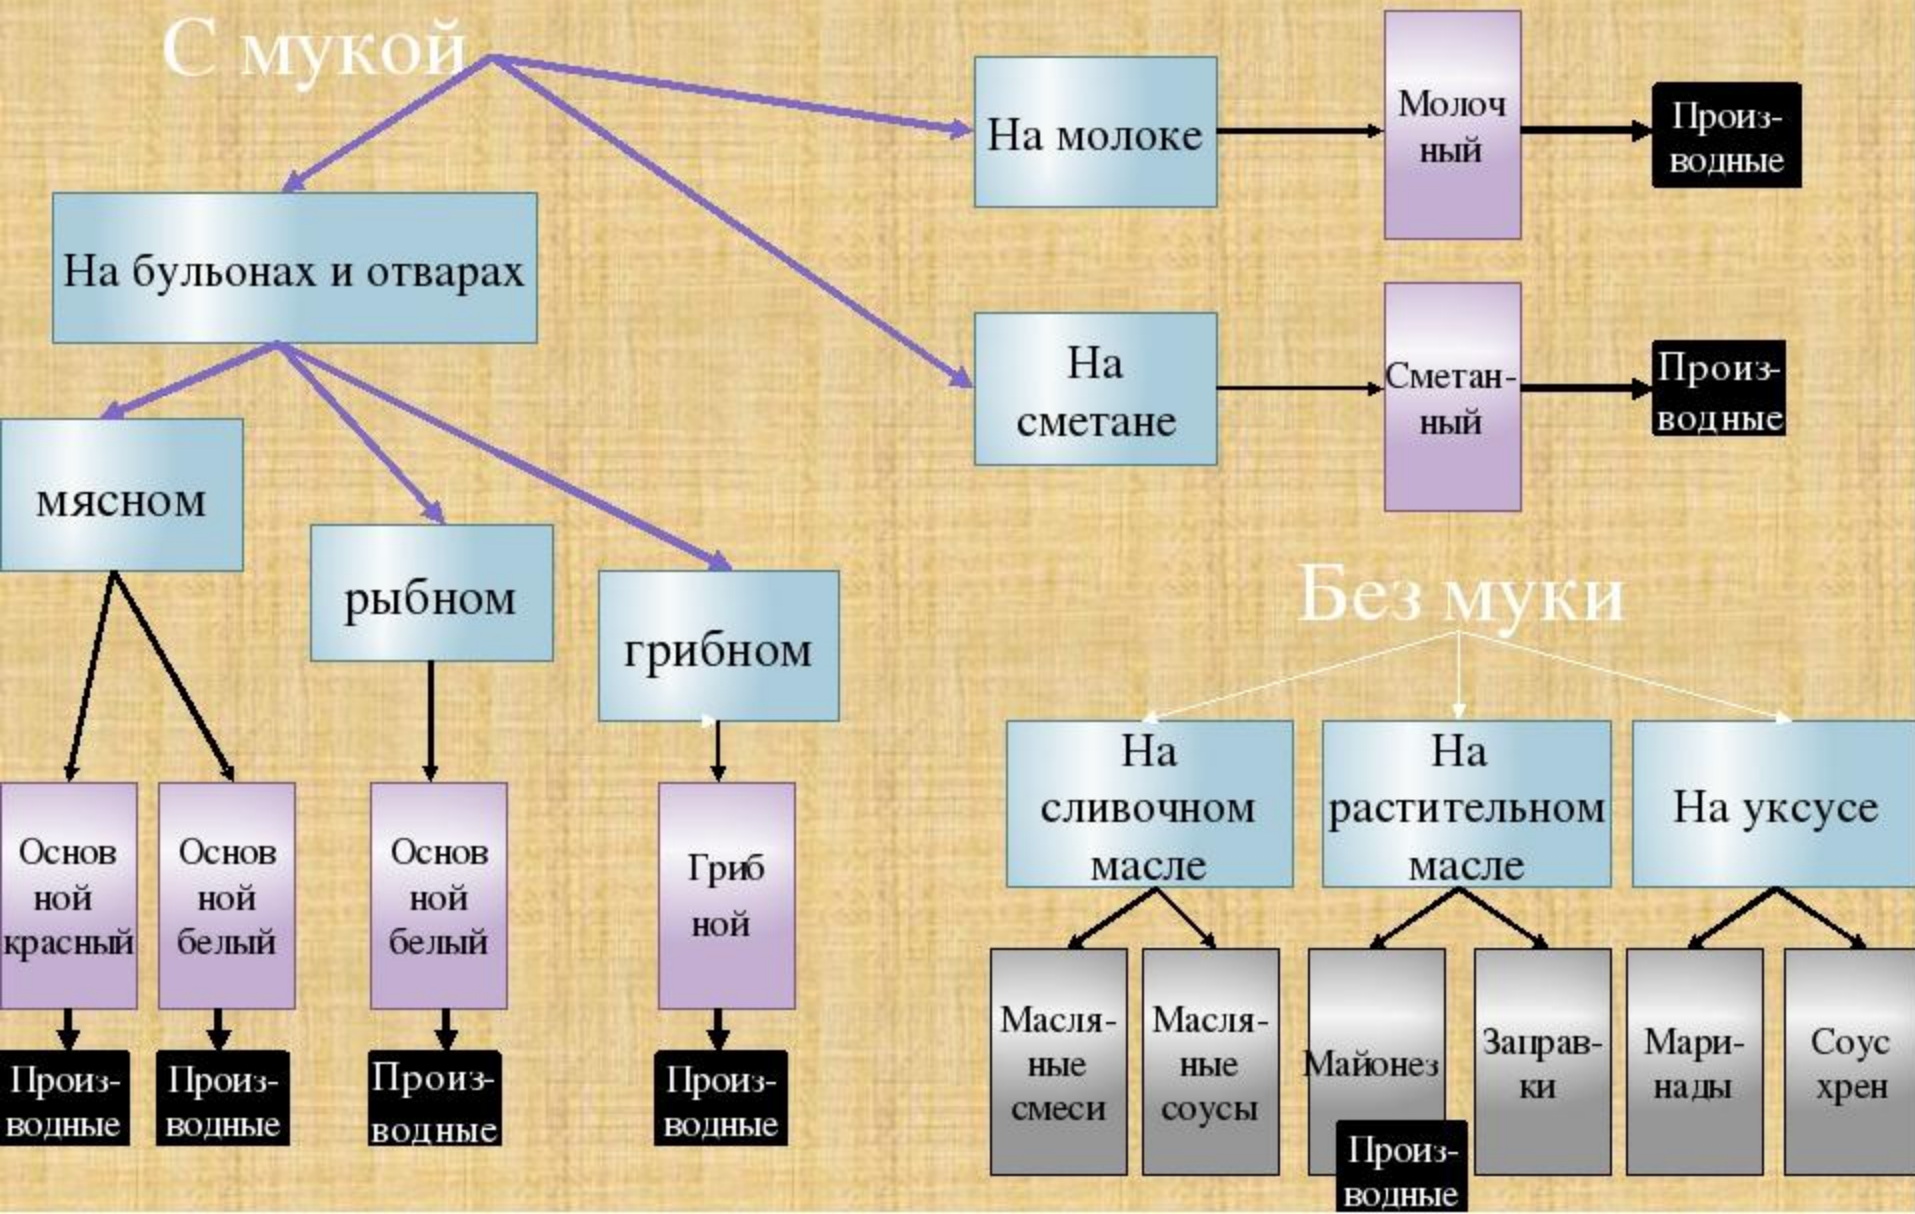 С мукой
На молоке
Молоч
ный
Произ-
водные
На бульонах и отварах
На
сметане
Сметан-
ный
Произ-
водные
мясном
рыбном
грибном
Основ
ной
красный
Основ
ной
белый
Основ
ной
белый
Гриб
ной
Произ-
водные
Произ-
водные
Произ-
водные
Произ-
водные
Без муки
На
сливочном
масле
На
растительном
масле
На уксусе
Масля-
ные
смеси
Масля-
ные
соусы
Майонез
Произ-
водные
Заправ-
ки
Мари-
нады
Соус
хрен